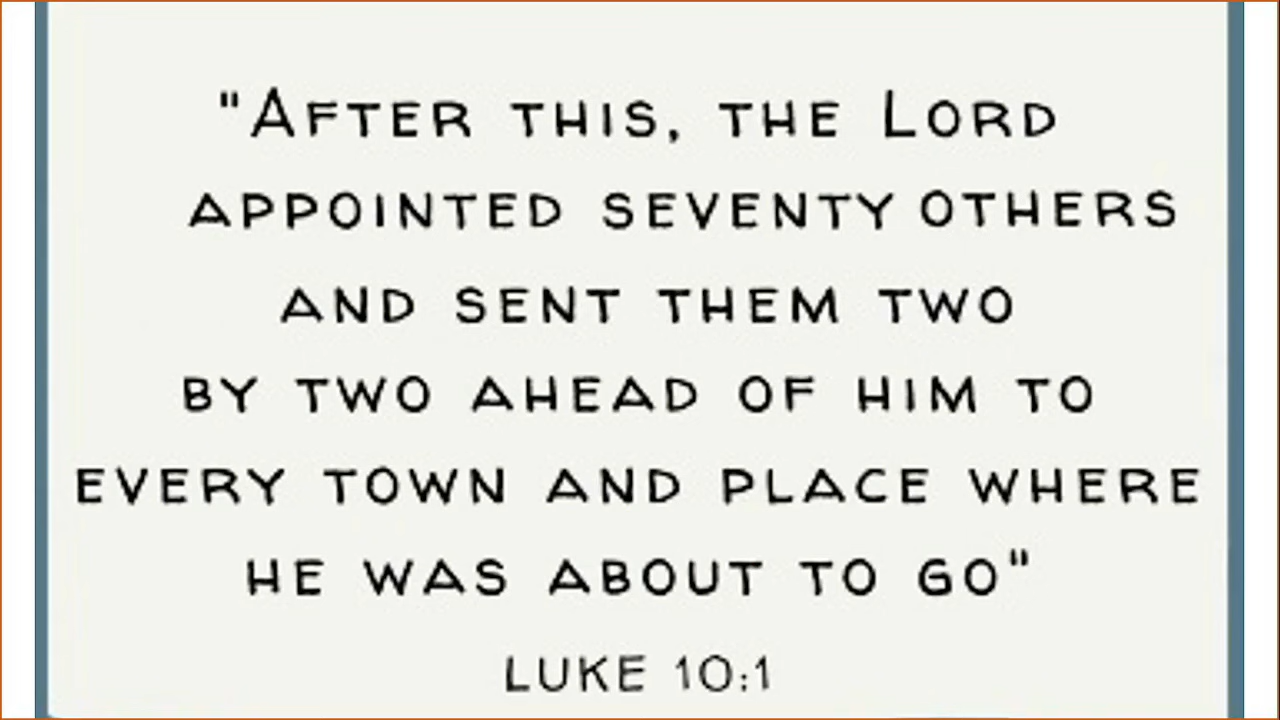 "After this, the Lord
appointed seventy others
and sent them two
by two ahead of him to
every town and place where
he was about to go"
Luke 10:1